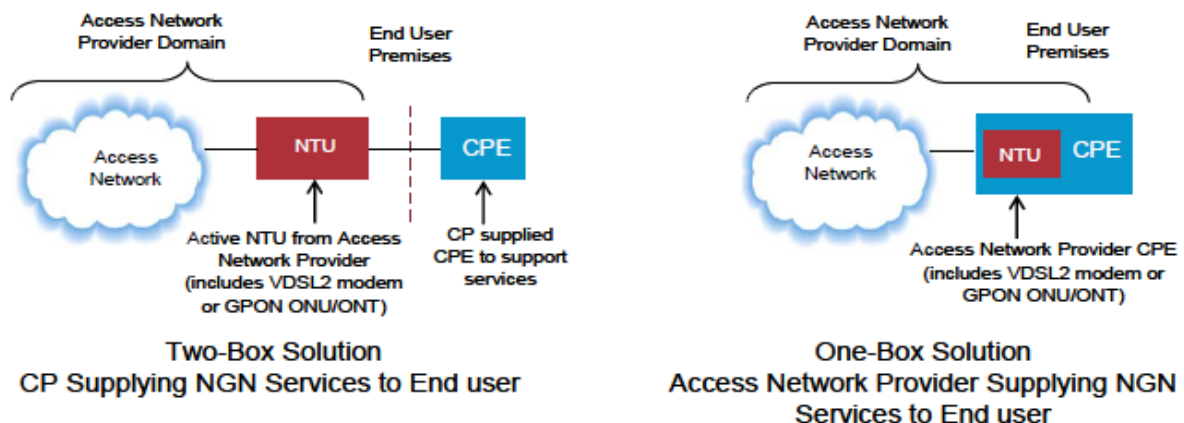 Access Network
Provider Domain
End User
Premises
Access
Network
NTU
CPE
Active NTU from Access
Network Provider
(includes VDSL2 modem
or GPON ONU/ONT)
CP supplied
CPE to support
services
Two-Box Solution
CP Supplying NGN Services to End user
Access Network
Provider Domain
End User
Premises
Access
Network
NTU
CPE
Access Network Provider CPE
(includes VDSL2 modem or
GPON ONU/ONT)
One-Box Solution
Access Network Provider Supplying NGN
Services to End user